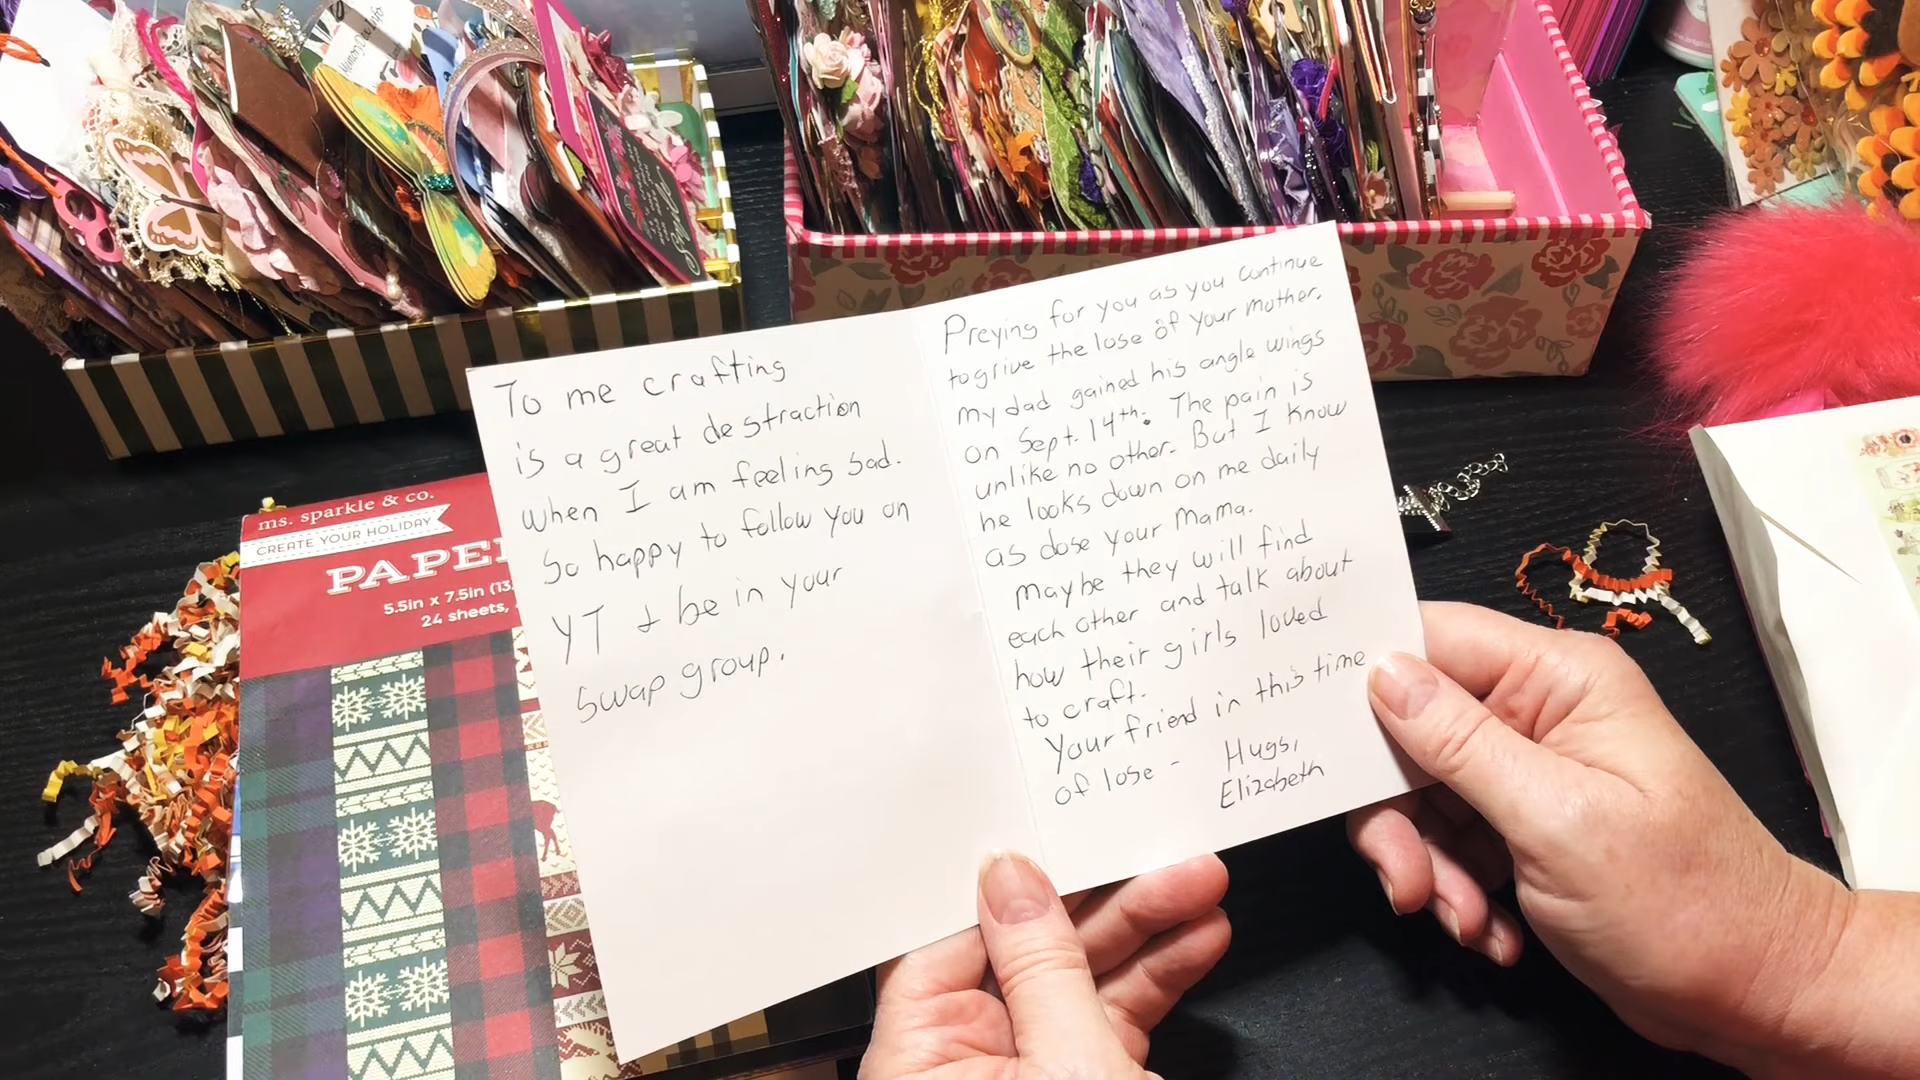 To me crafting
is a great destraction
when I am feeling sad.
So happy to follow you on
YT & be in your
swap group.
Preying for you as you continue
to grive the lose of your mother.
my dad gained his angle wings
on Sept. 14th. The pain is
unlike no other. But I know
he looks down on me daily
as dose your Mama.
maybe they will find
each other and talk about
how their girls loved
to craft.
Your friend in this time
of lose - Hugs,
Elizabeth
ms. sparkle & co.
CREATE YOUR HOLIDAY
PAPE
5.5in x 7.5in (13.
24 sheets,